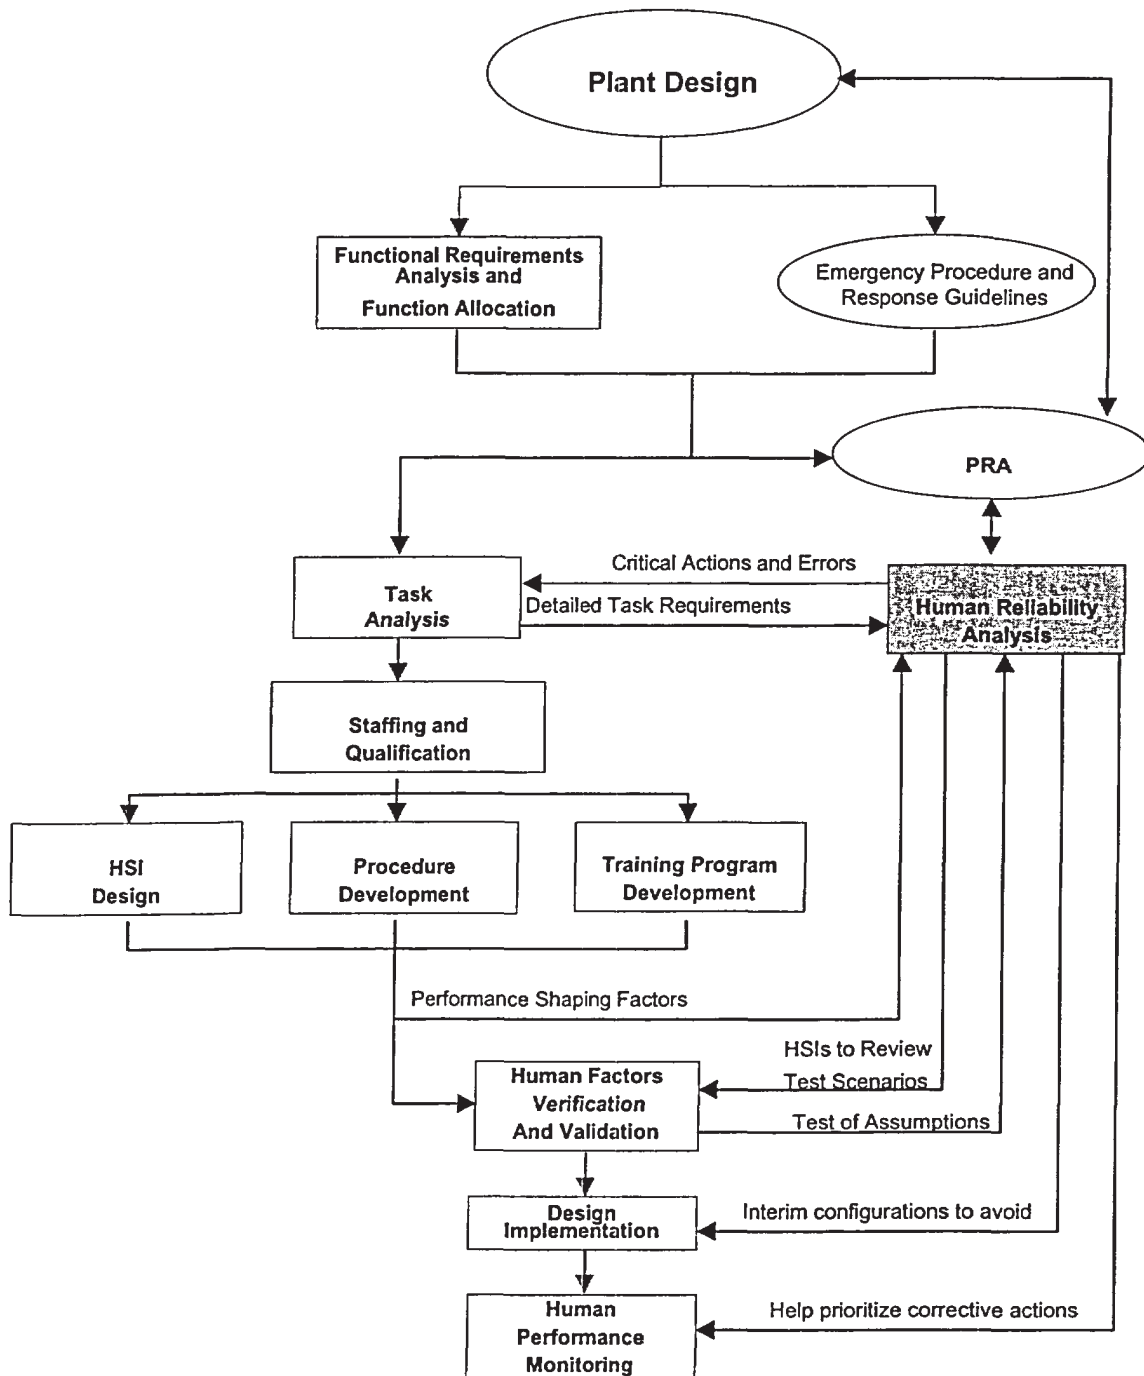 Plant Design
Functional Requirements
Analysis and
Function Allocation
Emergency Procedure and
Response Guidelines
PRA
Critical Actions and Errors
Task
Analysis
Detailed Task Requirements
Human Reliability
Analysis
Staffing and
Qualification
HSI
Design
Procedure
Development
Training Program
Development
Performance Shaping Factors
HSIs to Review
Test Scenarios
Human Factors
Verification
And Validation
Test of Assumptions
Design
Implementation
Interim configurations to avoid
Human
Performance
Monitoring
Help prioritize corrective actions